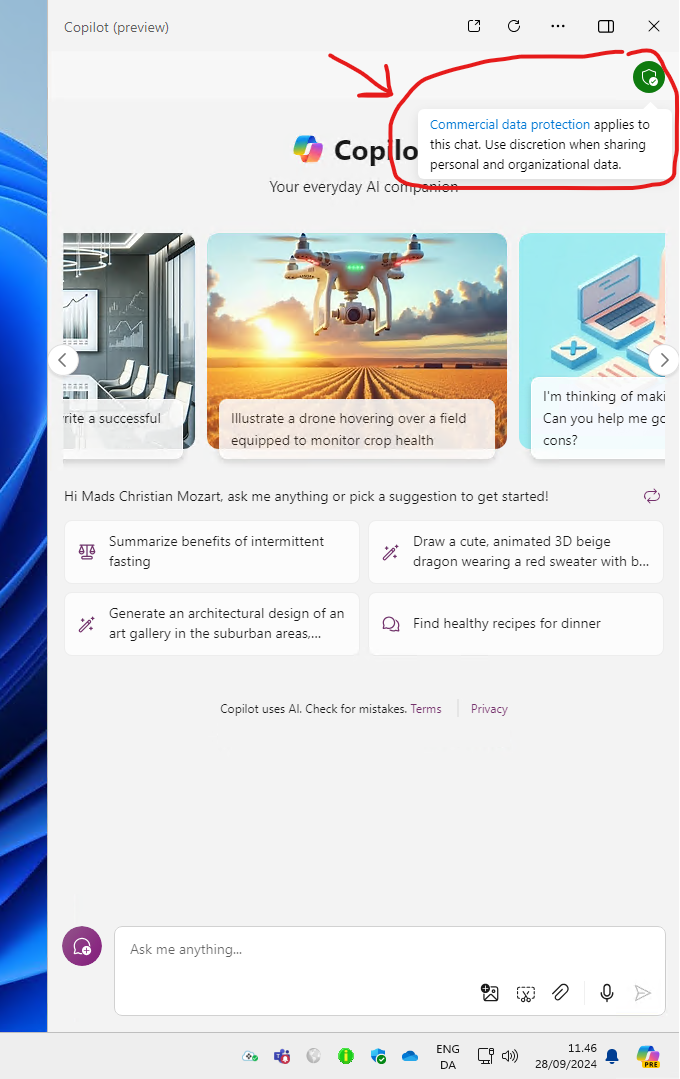 Copilot (preview)
Commercial data protection applies to
this chat. Use discretion when sharing
personal and organizational data.
Your everyday AI companion
rite a successful
Illustrate a drone hovering over a field
equipped to monitor crop health
I'm thinking of maki
Can you help me go
cons?
Hi Mads Christian Mozart, ask me anything or pick a suggestion to get started!
Summarize benefits of intermittent
fasting
Draw a cute, animated 3D beige
dragon wearing a red sweater with b...
Generate an architectural design of an
art gallery in the suburban areas,...
Find healthy recipes for dinner
Copilot uses AI. Check for mistakes. Terms
Privacy
Ask me anything...
ENG
DA
11.46
28/09/2024
PRE